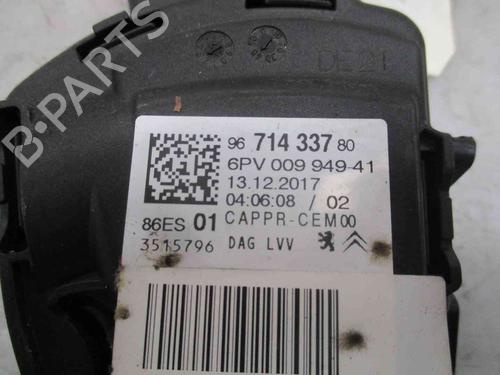 B-PARTS
DE21
96 714 337 80
6PV 009 949-41
13.12.2017
04:06:08 / 02
86ES 01 CAPPR-CEM00
3515796 DAG LVV